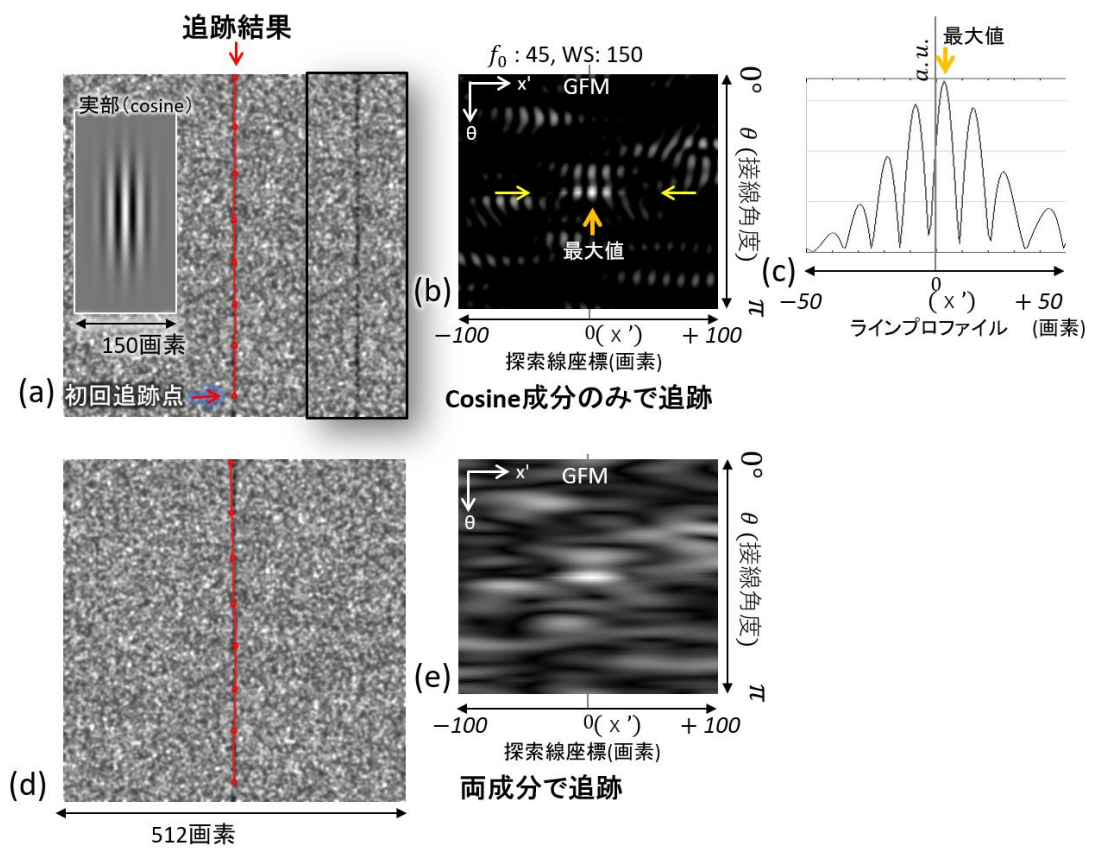 追跡結果
実部(cosine)
150画素
(a)
初回追跡点
f₀ : 45, WS: 150
x'
GFM
θ
最大値
(b)
0°
θ (接線角度)
π
−100
0(x’)
+100
探索線座標(画素)
Cosine成分のみで追跡
a.u.
最大値
(c)
0
(x’)
−50
+50
ラインプロファイル
(画素)
(d)
512画素
x'
GFM
θ
(e)
0°
θ (接線角度)
π
−100
0(x’)
+100
探索線座標(画素)
両成分で追跡